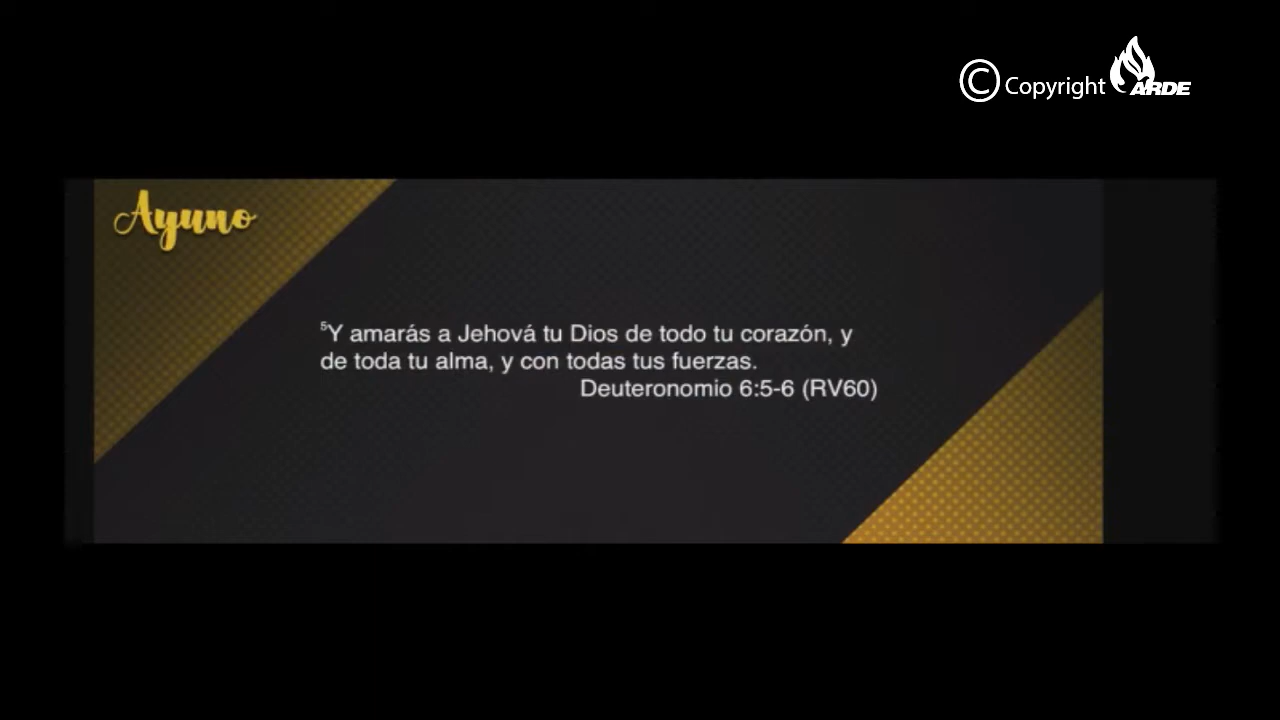 © Copyright ARDE
Ayuno
⁵Y amarás a Jehová tu Dios de todo tu corazón, y
de toda tu alma, y con todas tus fuerzas.
Deuteronomio 6:5-6 (RV60)